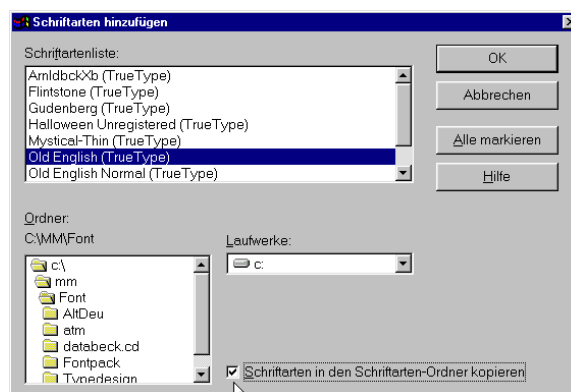 Schriftarten hinzufügen
Schriftartenliste:
ArnIdbckXb (TrueType)
Flintstone (TrueType)
Gudenberg (TrueType)
Halloween Unregistered (TrueType)
Mystical-Thin (TrueType)
Old English (TrueType)
Old English Normal (TrueType)
OK
Abbrechen
Alle markieren
Hilfe
Ordner:
C:\MM\Font
c:\
mm
Font
AltDeu
atm
databeck.cd
Fontpack
Typedesign
Laufwerke:
c:
Schriftarten in den Schriftarten-Ordner kopieren